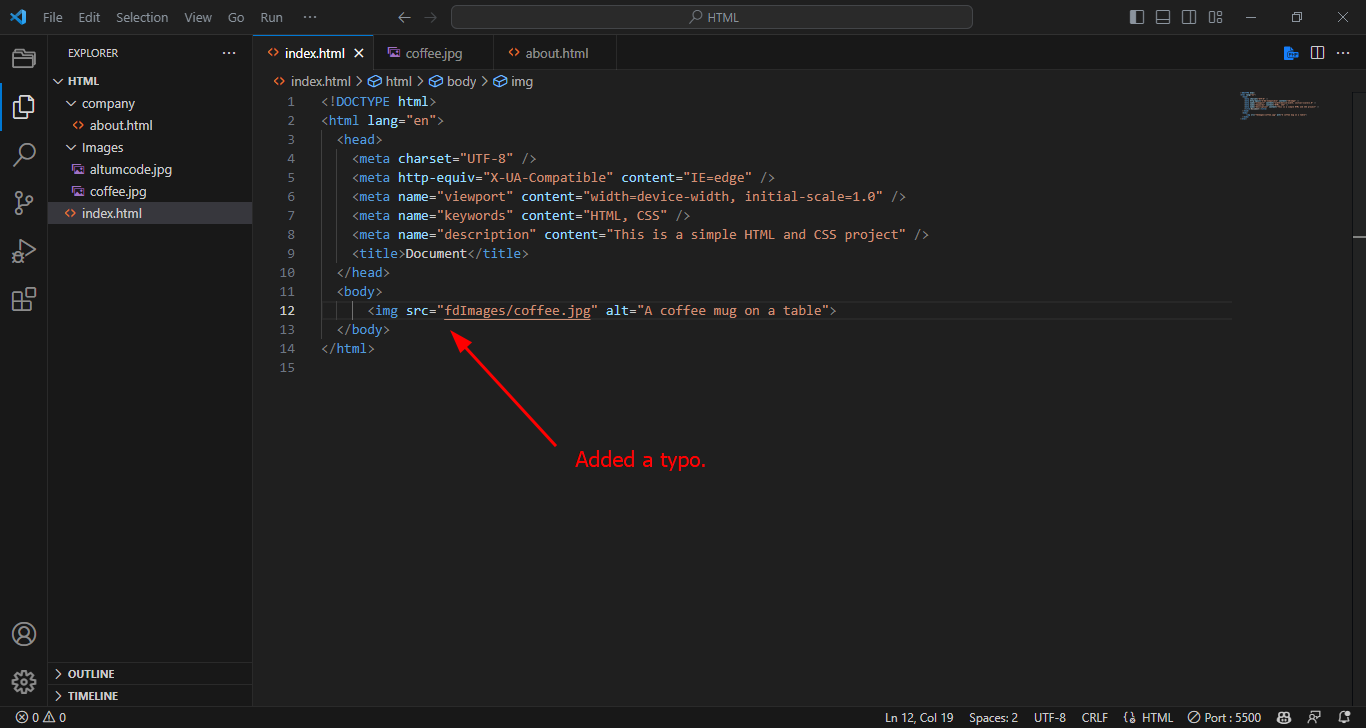 File Edit Selection View Go Run ··· HTML
EXPLORER ···
HTML
company
about.html
Images
altumcode.jpg
coffee.jpg
index.html
OUTLINE
TIMELINE
index.html coffee.jpg about.html ···
index.html > html > body > img
1 <!DOCTYPE html>
2 <html lang="en">
3 <head>
4 <meta charset="UTF-8" />
5 <meta http-equiv="X-UA-Compatible" content="IE=edge" />
6 <meta name="viewport" content="width=device-width, initial-scale=1.0" />
7 <meta name="keywords" content="HTML, CSS" />
8 <meta name="description" content="This is a simple HTML and CSS project" />
9 <title>Document</title>
10 </head>
11 <body>
12 <img src="fdImages/coffee.jpg" alt="A coffee mug on a table">
13 </body>
14 </html>
15
Added a typo.
0 0 Ln 12, Col 19 Spaces: 2 UTF-8 CRLF HTML Port : 5500